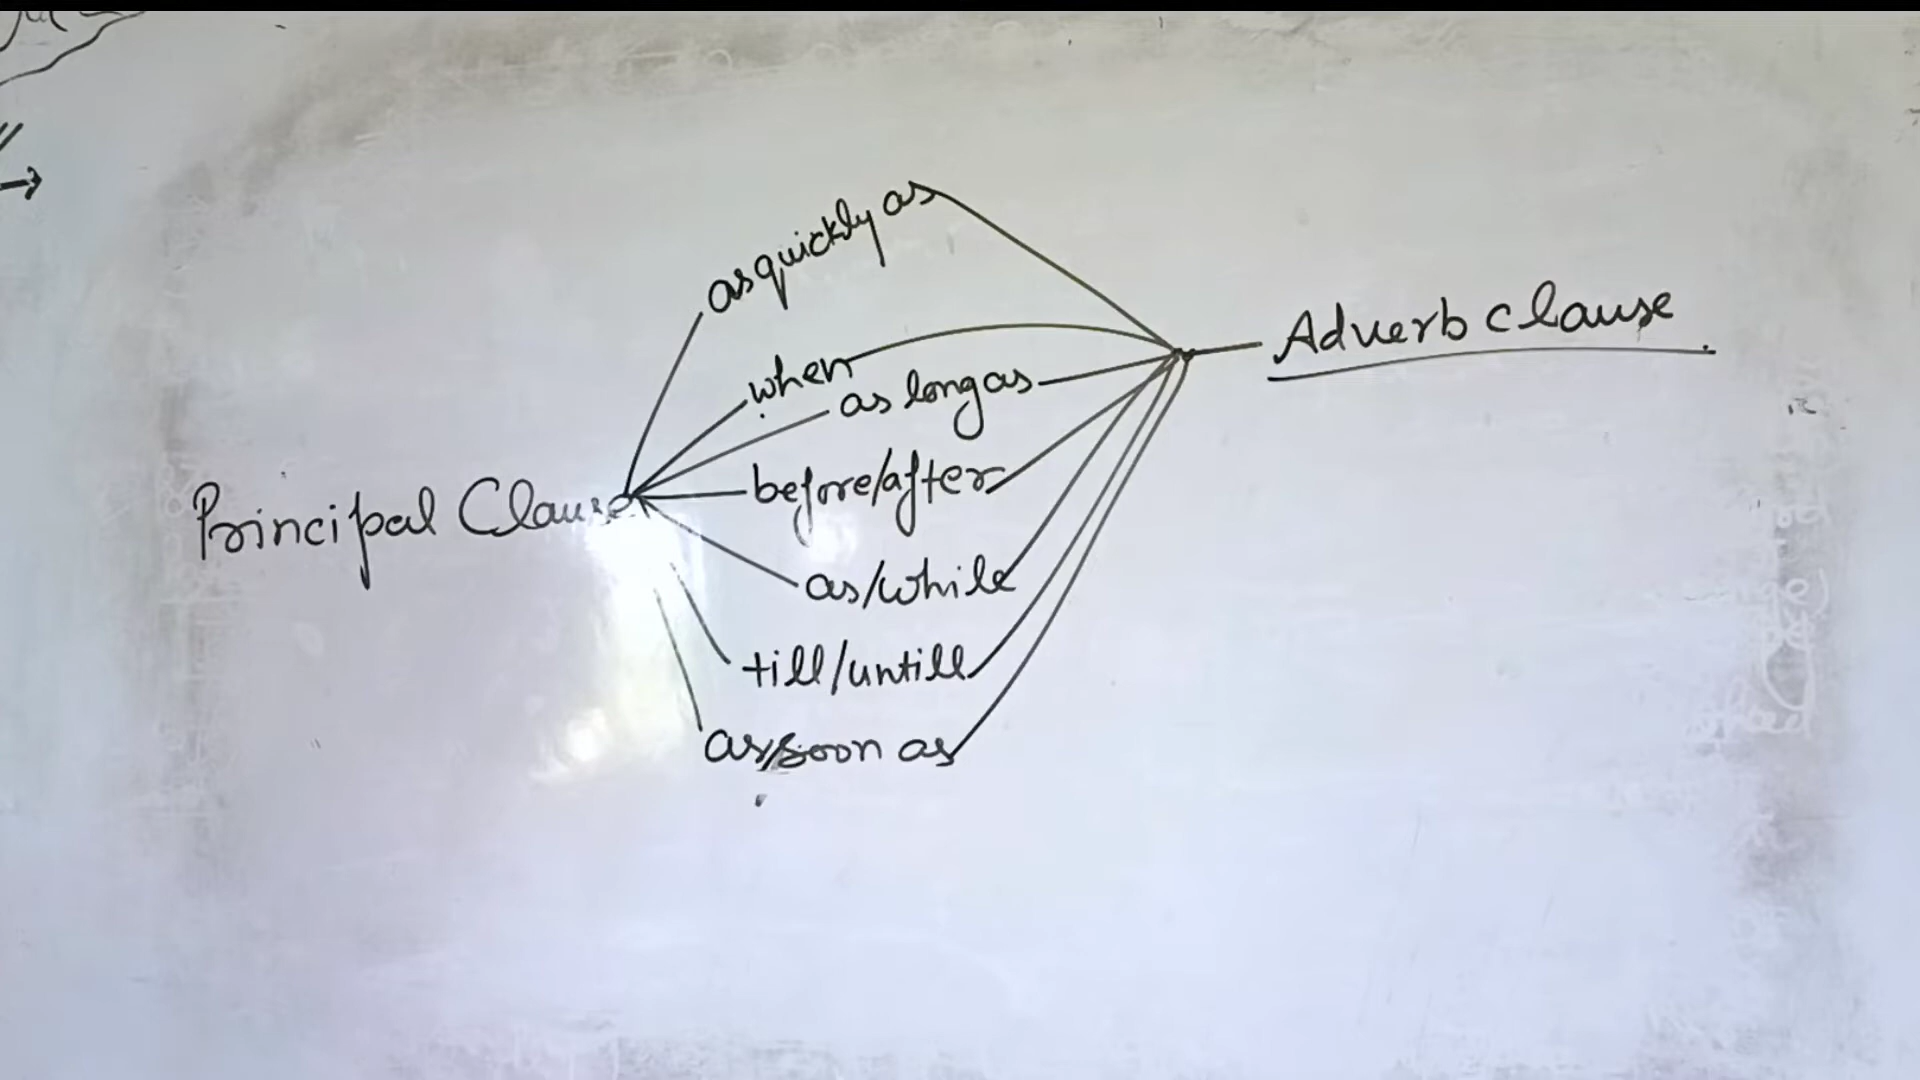 as quickly as
when
as long as
Adverb clause
Principal Clause
before/after
as/while
till/untill
as soon as